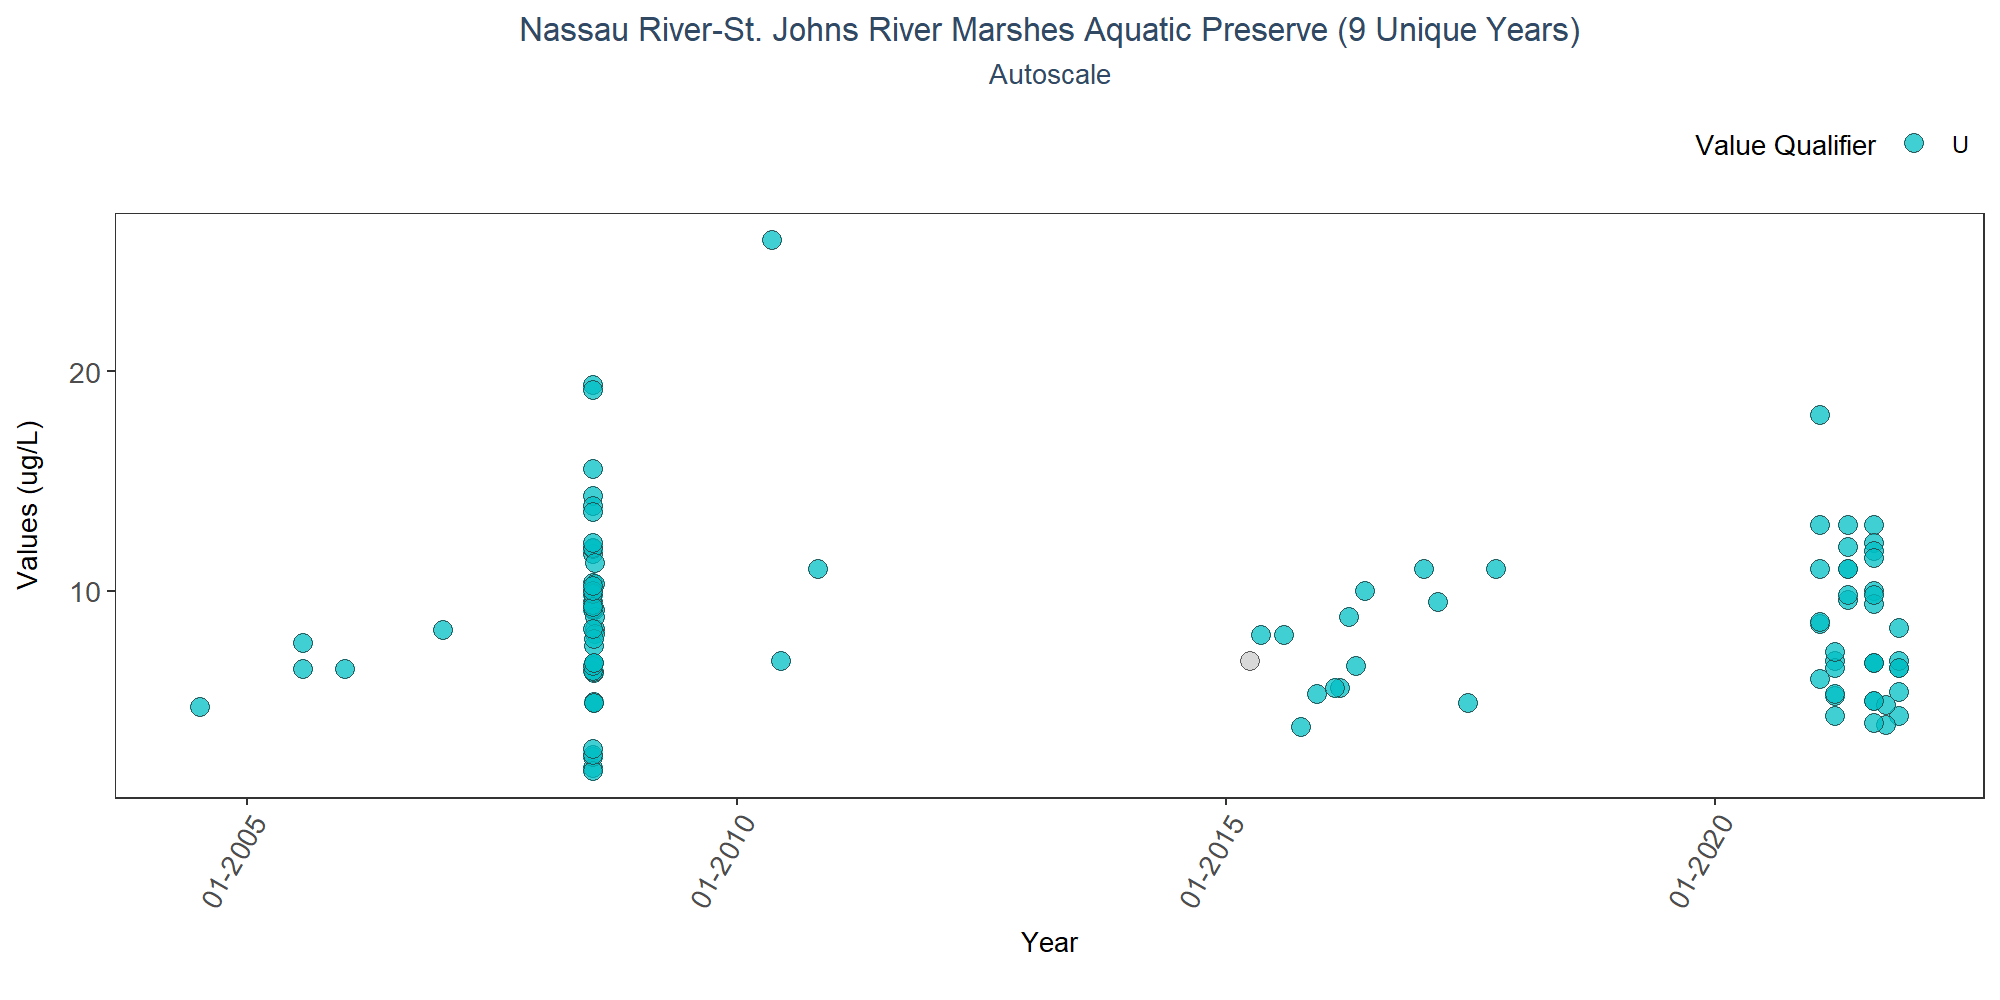 Nassau River-St. Johns River Marshes Aquatic Preserve (9 Unique Years)
Autoscale
Value Qualifier U
Values (ug/L)
20
10
01-2005 01-2010 01-2015 01-2020
Year